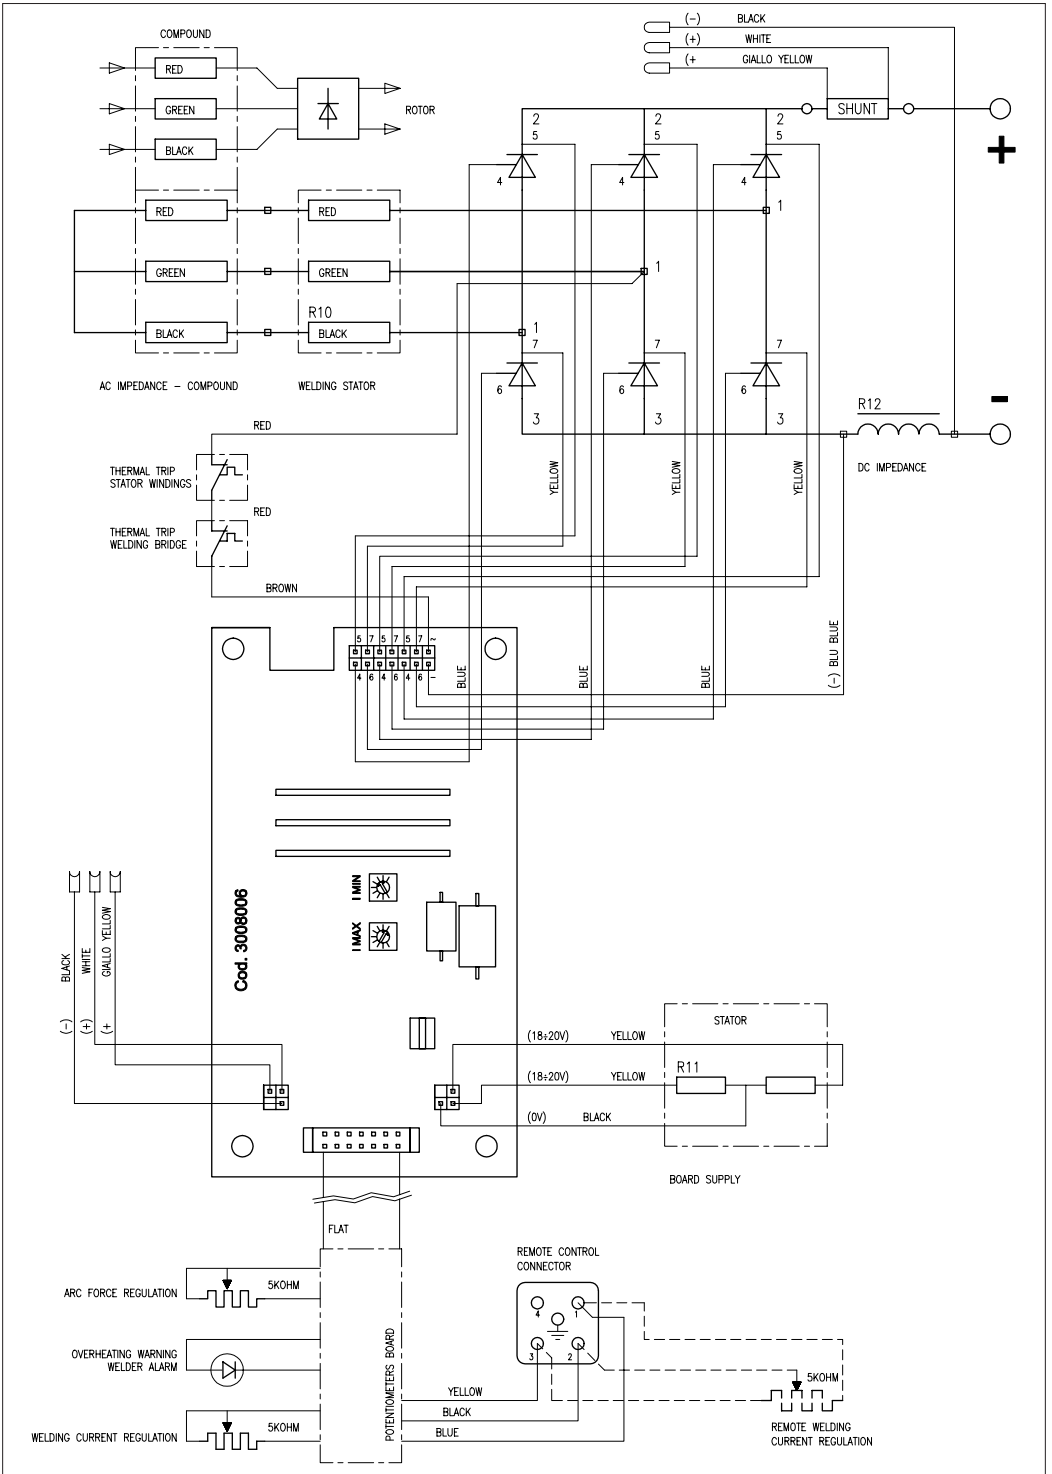 (-) BLACK
(+) WHITE
(+ GIALLO YELLOW
COMPOUND
RED
GREEN
BLACK
ROTOR
SHUNT
+
2 2 2
5 5 5
4 4 4
RED RED 1
GREEN GREEN 1
R10
BLACK BLACK 1
7 7 7
6 6 6
3 3 3
AC IMPEDANCE - COMPOUND
WELDING STATOR
-
R12
DC IMPEDANCE
RED
THERMAL TRIP
STATOR WINDINGS
RED
THERMAL TRIP
WELDING BRIDGE
BROWN
YELLOW
YELLOW
YELLOW
BLUE
BLUE
BLUE
(-) BLU BLUE
5 7 5 7 5 7 ~
4 6 4 6 4 6 -
I MIN
I MAX
Cod. 3008006
(-) BLACK
(+) WHITE
(+ GIALLO YELLOW
STATOR
(18÷20V) YELLOW
R11
(18÷20V) YELLOW
(0V) BLACK
BOARD SUPPLY
FLAT
POTENTIOMETERS BOARD
ARC FORCE REGULATION
5KOHM
OVERHEATING WARNING
WELDER ALARM
WELDING CURRENT REGULATION
5KOHM
REMOTE CONTROL
CONNECTOR
4 1
3 2
YELLOW
BLACK
BLUE
5KOHM
REMOTE WELDING
CURRENT REGULATION